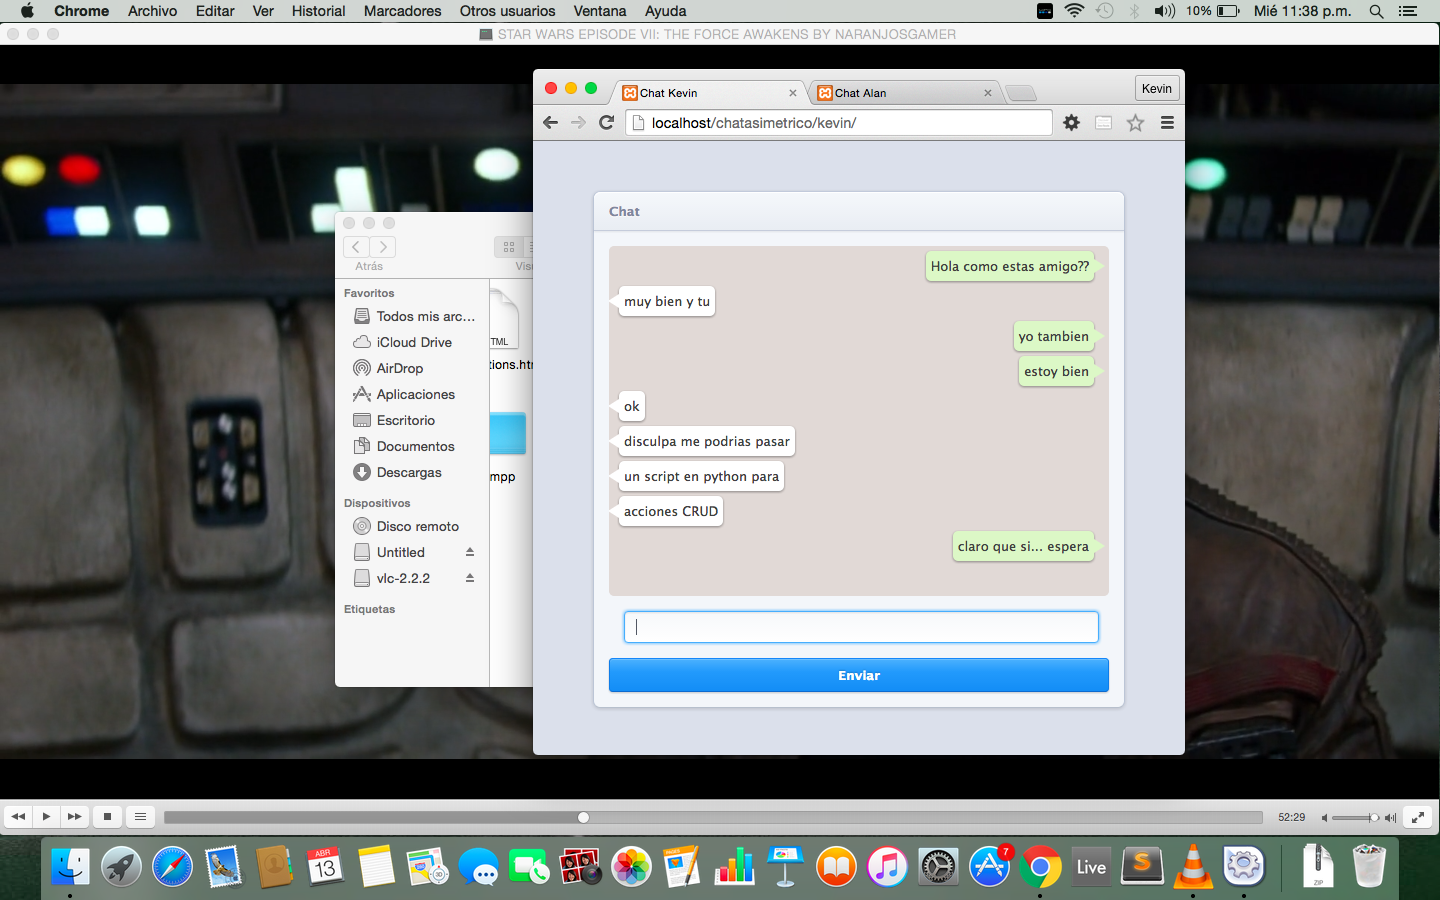 Chrome Archivo Editar Ver Historial Marcadores Otros usuarios Ventana Ayuda 10% Mié 11:38 p.m.
STAR WARS EPISODE VII: THE FORCE AWAKENS BY NARANJOSGAMER
Chat Kevin
Chat Alan
Kevin
localhost/chatasimetrico/kevin/
Chat
Hola como estas amigo??
muy bien y tu
yo tambien
estoy bien
ok
disculpa me podrias pasar
un script en python para
acciones CRUD
claro que si... espera
Enviar
Atrás
Favoritos
Todos mis arc...
iCloud Drive
AirDrop
Aplicaciones
Escritorio
Documentos
Descargas
Dispositivos
Disco remoto
Untitled
vlc-2.2.2
Etiquetas
TML
tions.ht
mpp
52:29
ABR
13
3D
7
Live
S
ZIP